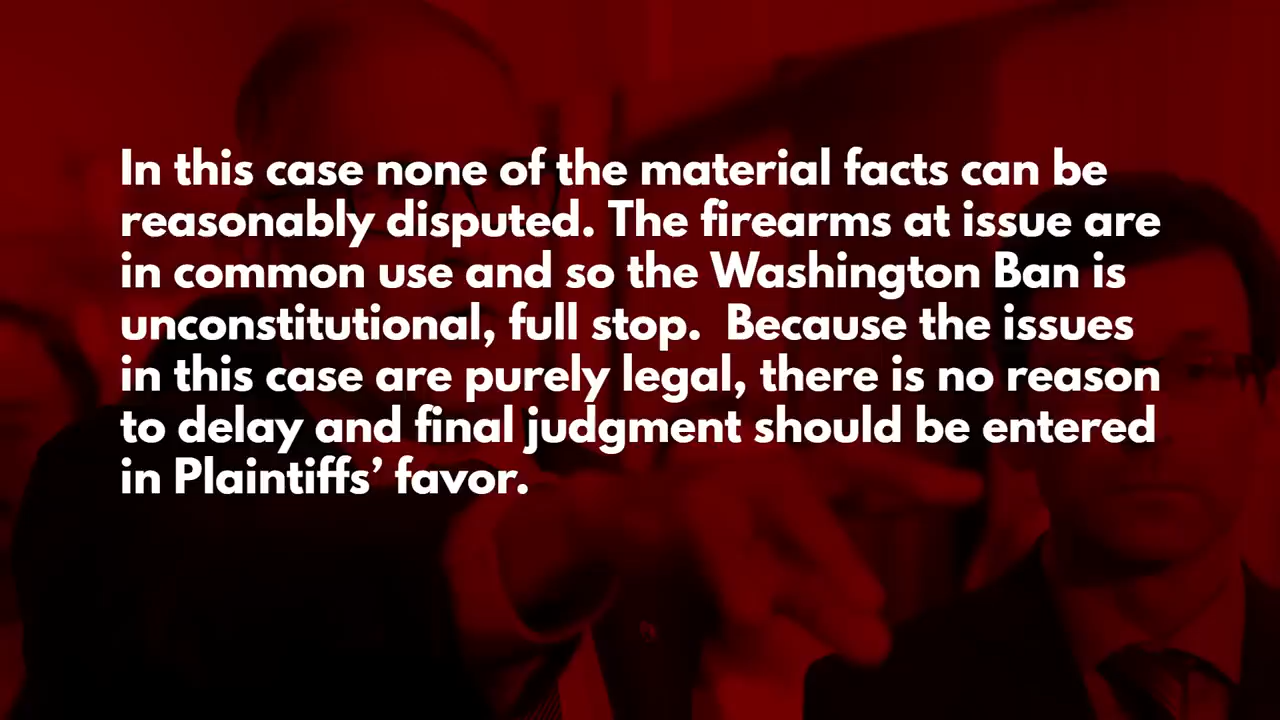 In this case none of the material facts can be
reasonably disputed. The firearms at issue are
in common use and so the Washington Ban is
unconstitutional, full stop.  Because the issues
in this case are purely legal, there is no reason
to delay and final judgment should be entered
in Plaintiffs’ favor.